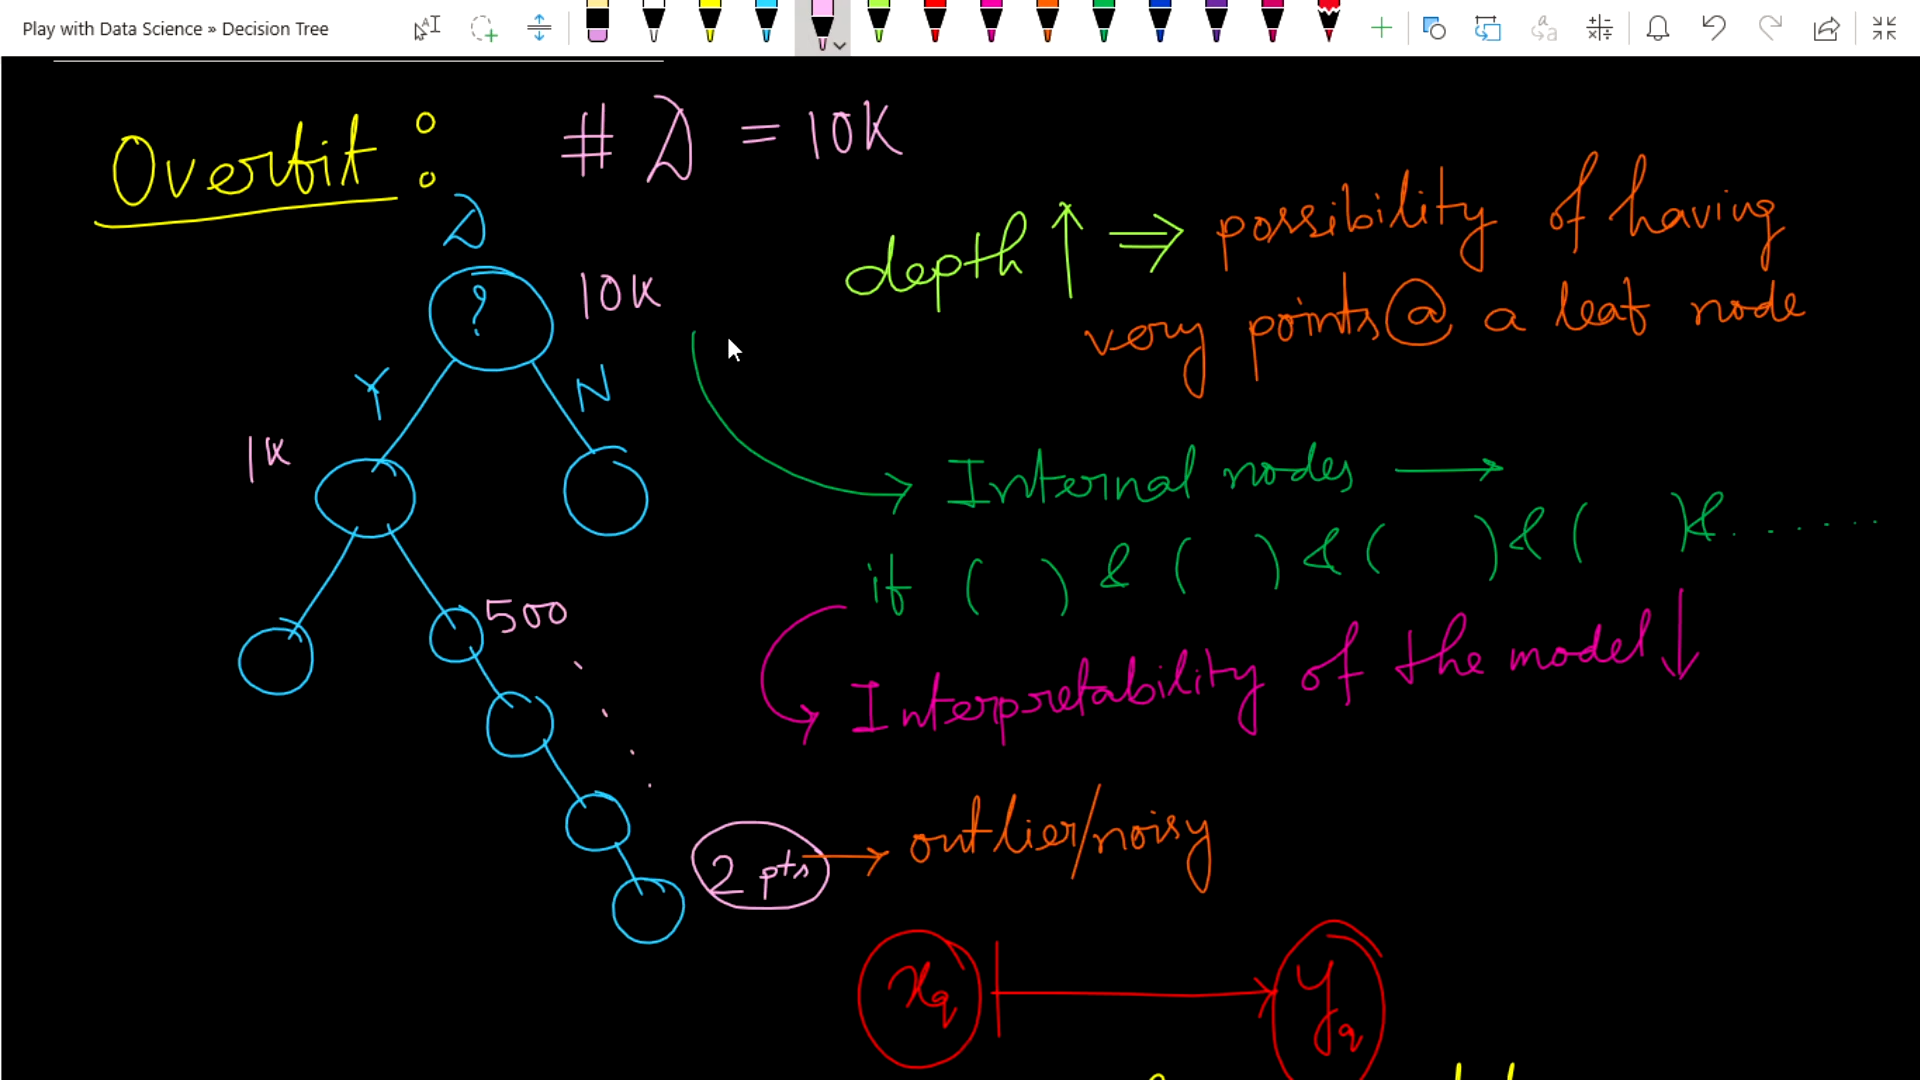 Play with Data Science » Decision Tree
Overfit :
# D = 10K
D
depth ↑ ⇒ possibility of having
very points @ a leaf node
?
10K
Y
N
1K
Internal nodes →
if ( ) & ( ) & ( ) & ( ) & ......
500
Interpretability of the model ↓
2 pts → outlier/noisy
xq
yq